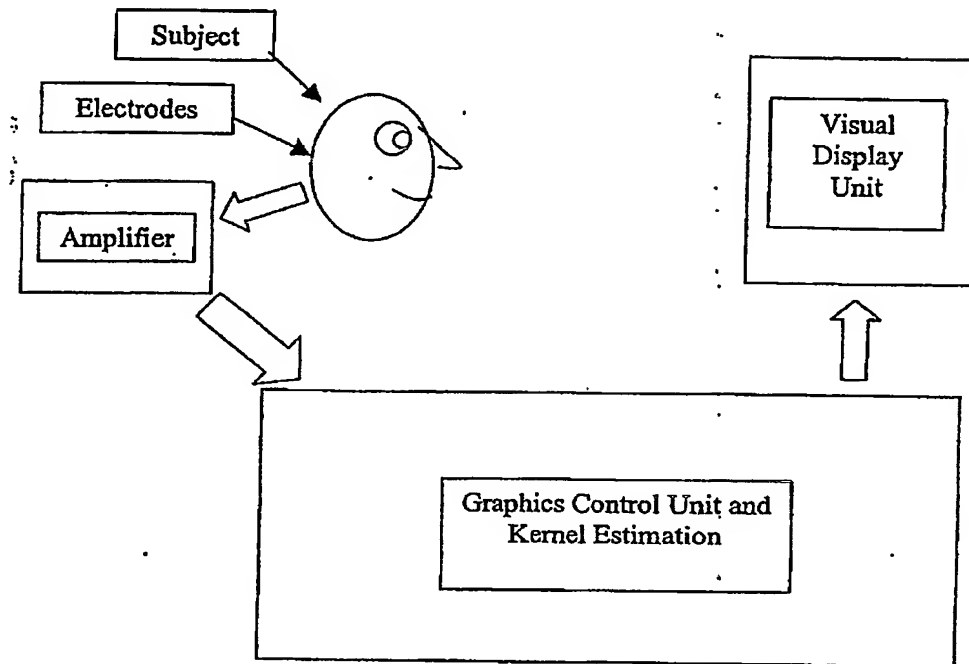 Subject
Electrodes
Amplifier
Visual
Display
Unit
Graphics Control Unit and
Kernel Estimation